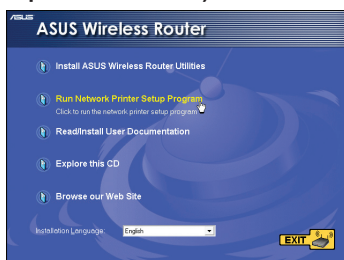 ASUS
ASUS Wireless Router
Install ASUS Wireless Router Utilities
Run Network Printer Setup Program
Click to run the network printer setup program
Read/Install User Documentation
Explore this CD
Browse our Web Site
Installation Language: English
EXIT